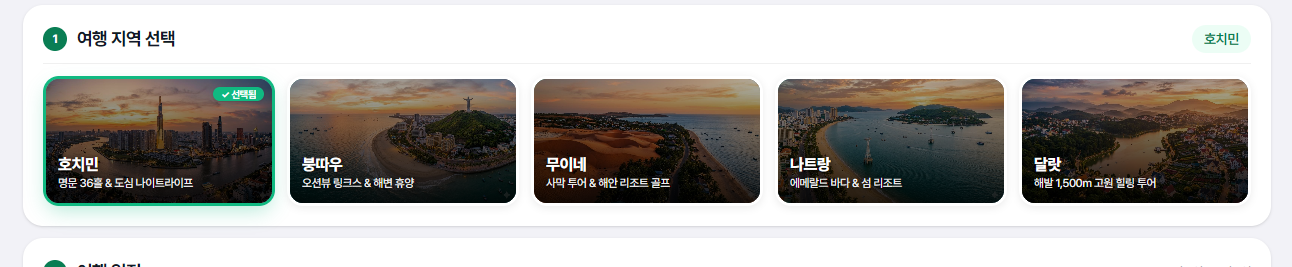 1 여행 지역 선택
호치민
✓ 선택됨
호치민
명문 36홀 & 도심 나이트라이프
붕따우
오션뷰 링크스 & 해변 휴양
무이네
사막 투어 & 해안 리조트 골프
나트랑
에메랄드 바다 & 섬 리조트
달랏
해발 1,500m 고원 힐링 투어